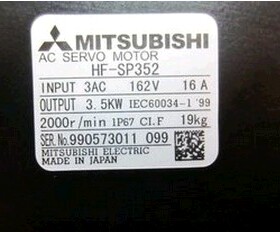 MITSUBISHI
AC SERVO MOTOR
HF-SP352
INPUT 3AC 162V 16A
OUTPUT 3.5KW IEC60034-1 '99
2000r/min IP67 CI.F 19kg
SER.No.990573011 099
MITSUBISHI ELECTRIC
MADE IN JAPAN